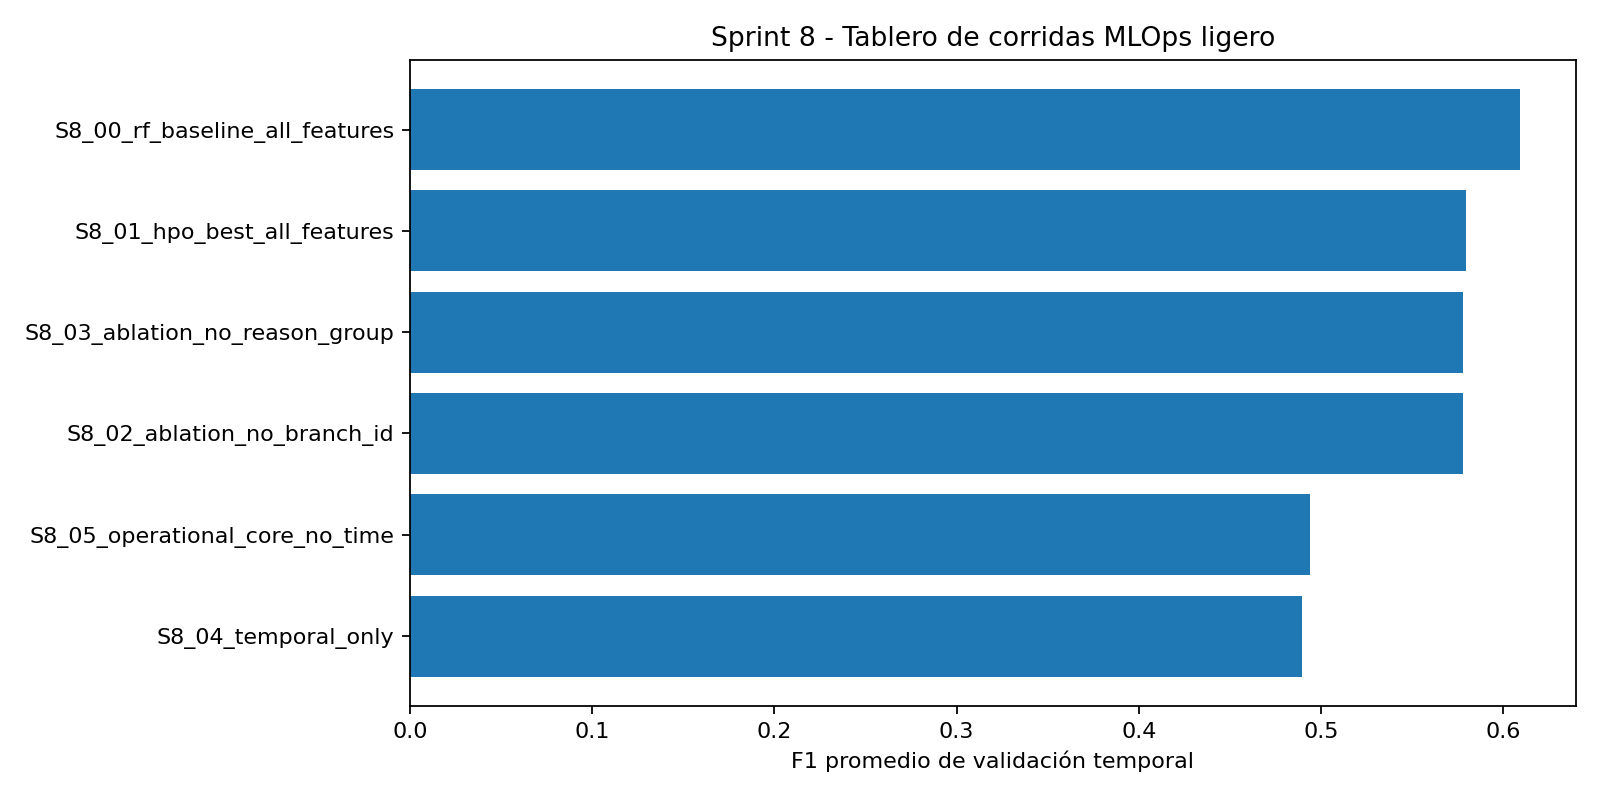 Sprint 8 - Tablero de corridas MLOps ligero
S8_00_rf_baseline_all_features
S8_01_hpo_best_all_features
S8_03_ablation_no_reason_group
S8_02_ablation_no_branch_id
S8_05_operational_core_no_time
S8_04_temporal_only
0.0 0.1 0.2 0.3 0.4 0.5 0.6
F1 promedio de validación temporal